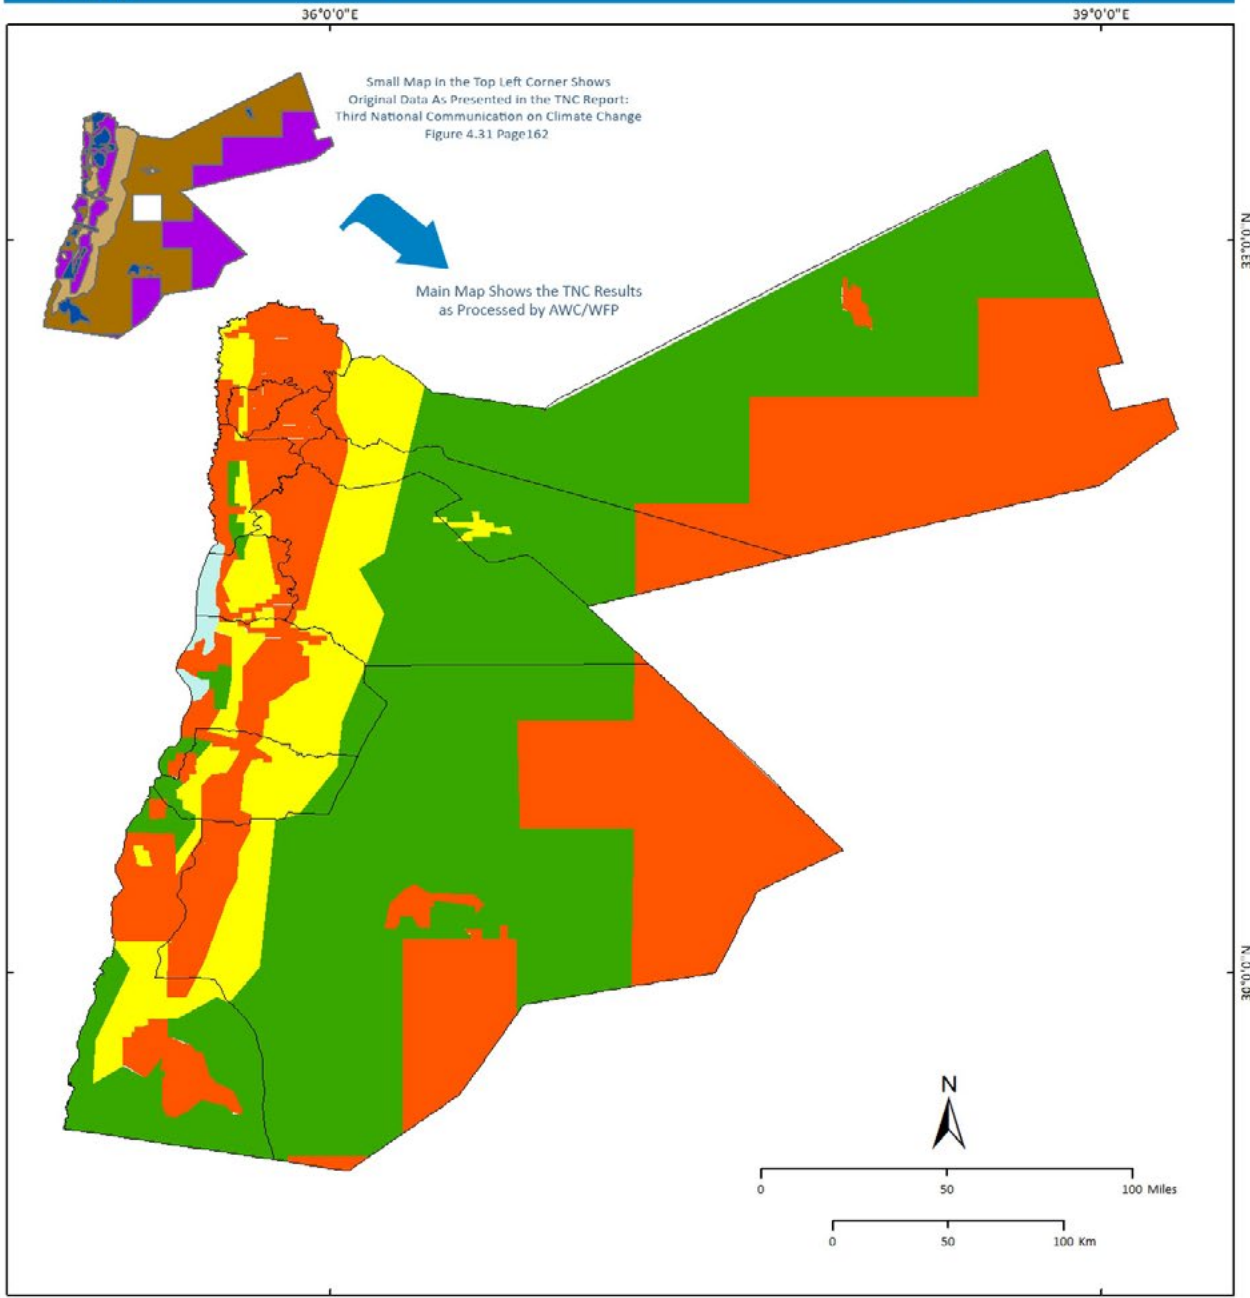 36°0'0"E
39°0'0"E
Small Map in the Top Left Corner Shows
Original Data As Presented in the TNC Report:
Third National Communication on Climate Change
Figure 4.31 Page162
33°0'0"N
Main Map Shows the TNC Results
as Processed by AWC/WFP
30°0'0"N
N
0 50 100 Miles
0 50 100 Km